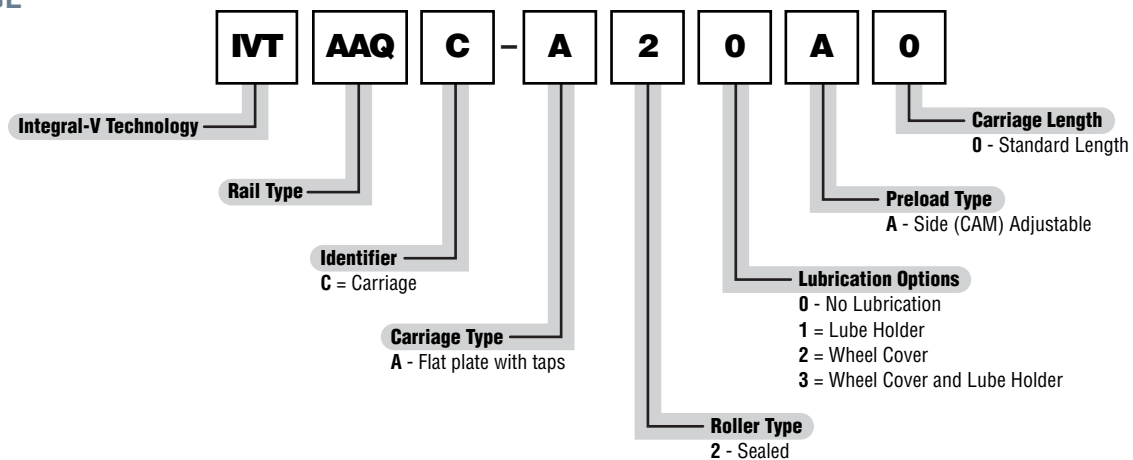 IVT AAQ C - A 2 0 A 0
Integral-V Technology
Rail Type
Identifier
C = Carriage
Carriage Type
A - Flat plate with taps
Carriage Length
0 - Standard Length
Preload Type
A - Side (CAM) Adjustable
Lubrication Options
0 - No Lubrication
1 = Lube Holder
2 = Wheel Cover
3 = Wheel Cover and Lube Holder
Roller Type
2 - Sealed